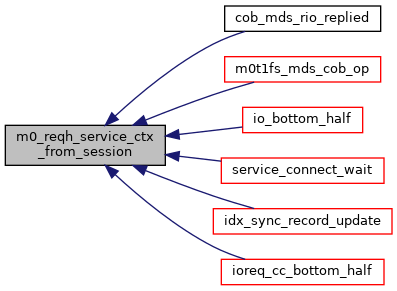 m0_reqh_service_ctx
_from_session
cob_mds_rio_replied
m0t1fs_mds_cob_op
io_bottom_half
service_connect_wait
idx_sync_record_update
ioreq_cc_bottom_half